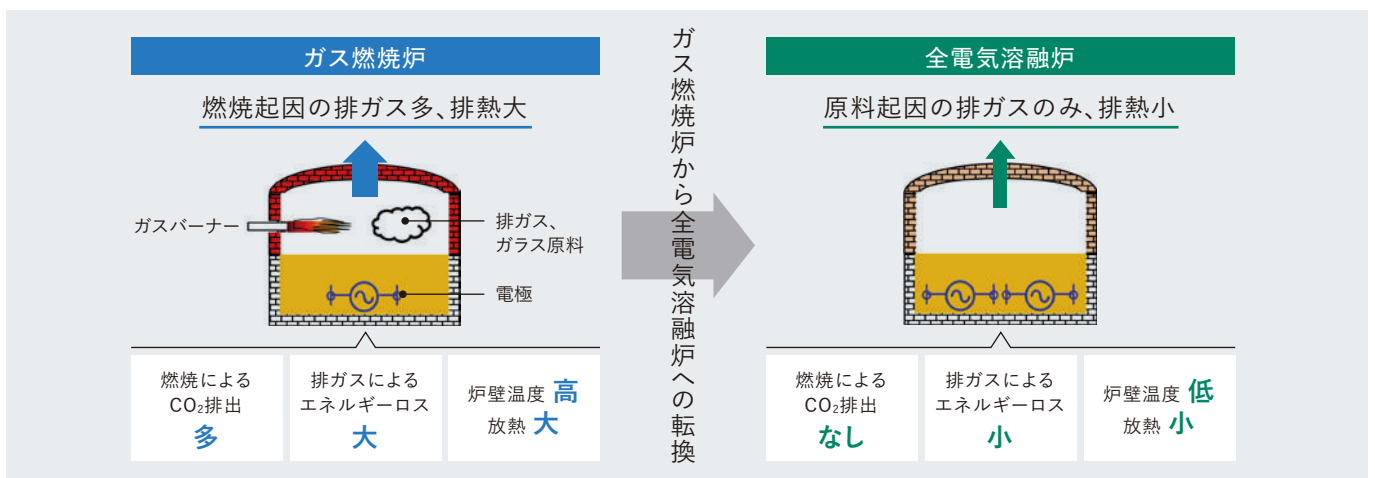 ガス燃焼炉
燃焼起因の排ガス多、排熱大
ガスバーナー
排ガス、
ガラス原料
電極
燃焼による
CO₂排出
多
排ガスによる
エネルギーロス
大
炉壁温度 高
放熱 大
ガス燃焼炉から全電気溶融炉への転換
全電気溶融炉
原料起因の排ガスのみ、排熱小
燃焼による
CO₂排出
なし
排ガスによる
エネルギーロス
小
炉壁温度 低
放熱 小